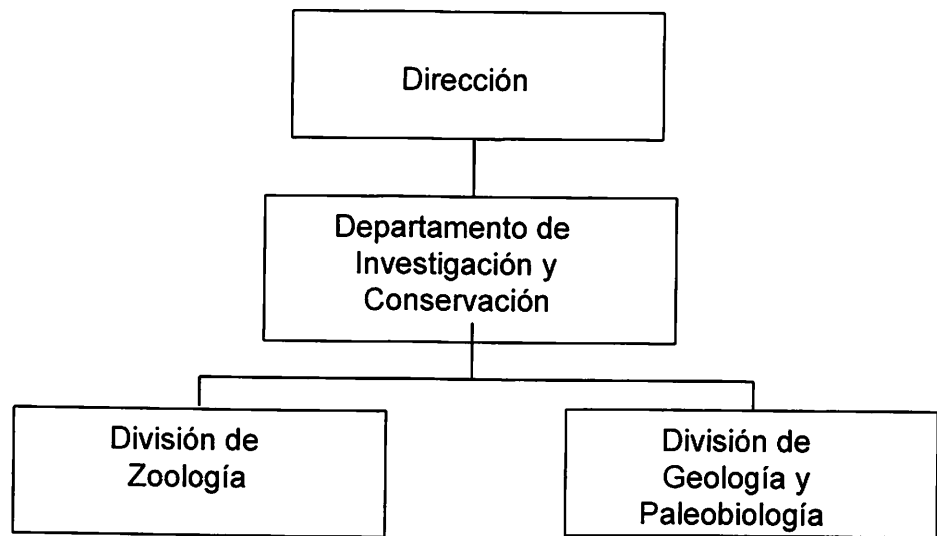 Dirección
Departamento de
Investigación y
Conservación
División de
Zoología
División de
Geología y
Paleobiología